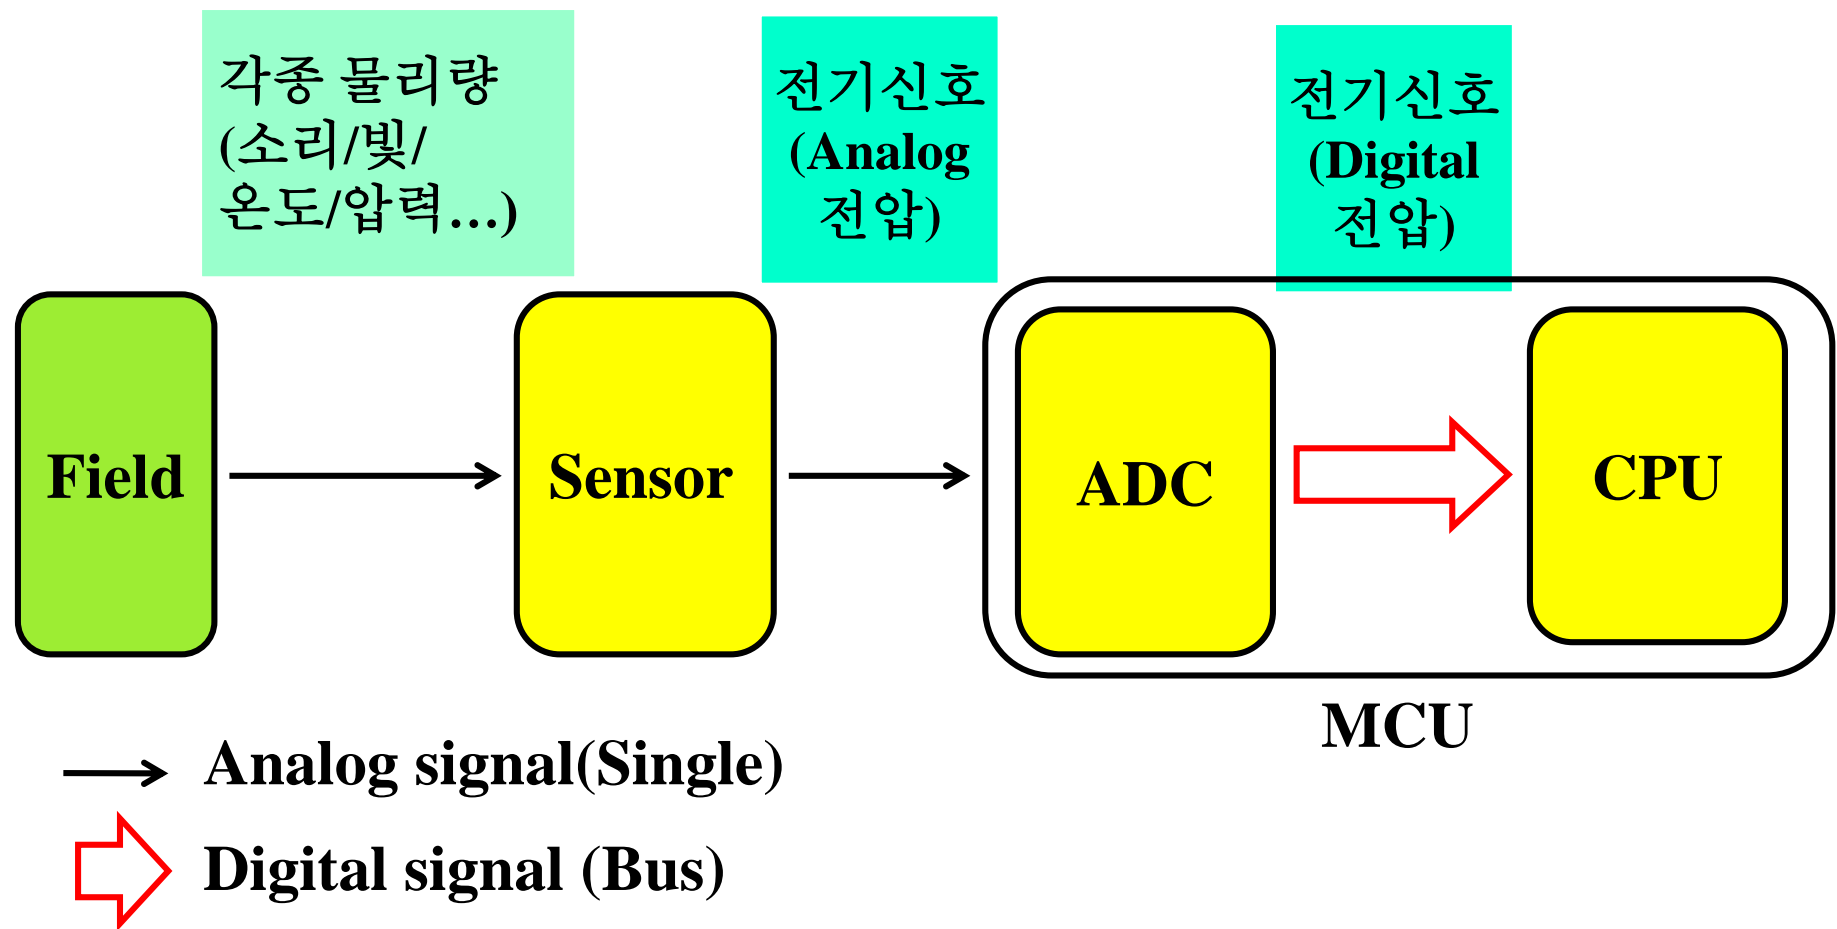 각종 물리량
(소리/빛/
온도/압력...)
전기신호
(Analog
전압)
전기신호
(Digital
전압)
Field
Sensor
ADC
CPU
MCU
Analog signal(Single)
Digital signal (Bus)